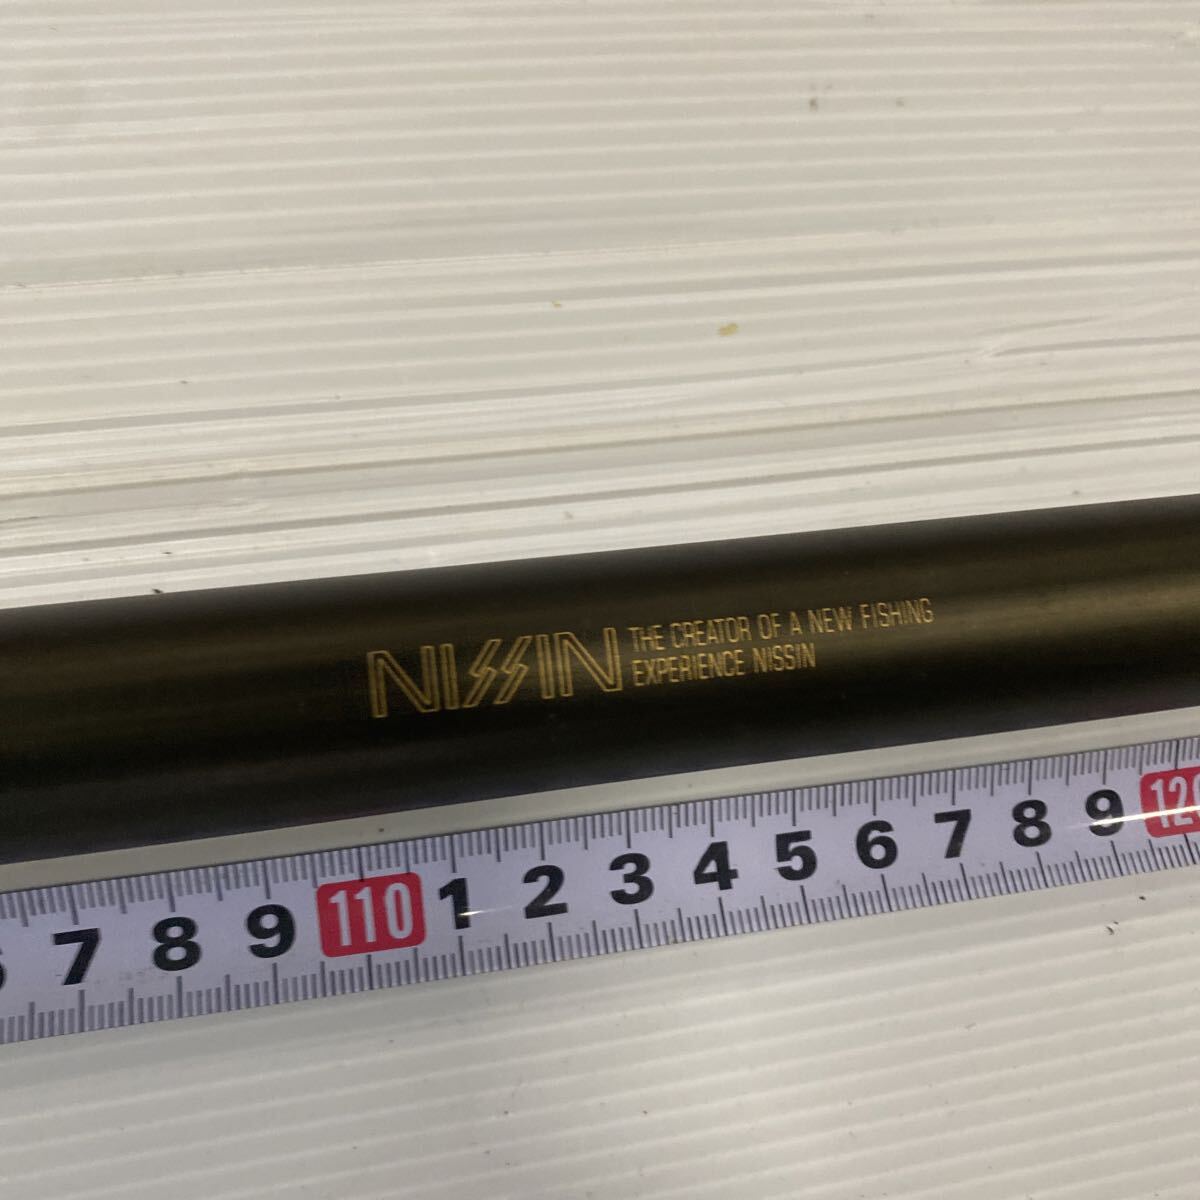 NISSIN THE CREATOR OF A NEW FISHING
EXPERIENCE NISSIN
7 8 9 110 1 2 3 4 5 6 7 8 9 120